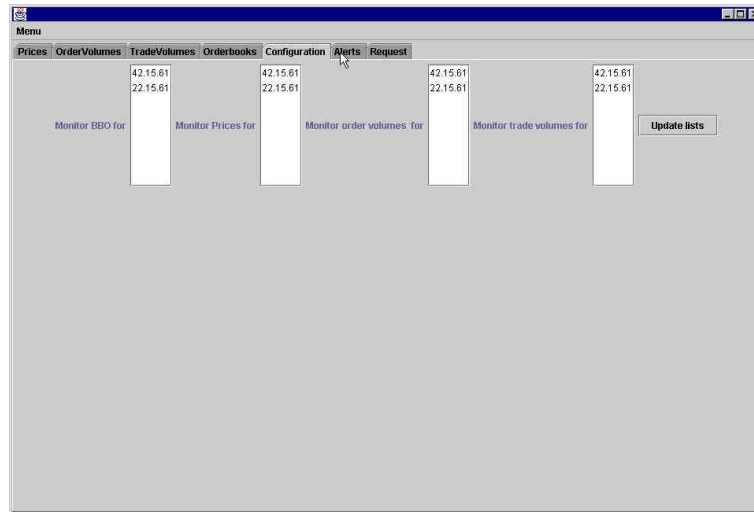 Menu
Prices OrderVolumes TradeVolumes Orderbooks Configuration Alerts Request
42.15.61 42.15.61 42.15.61 42.15.61
22.15.61 22.15.61 22.15.61 22.15.61
Monitor BBO for Monitor Prices for Monitor order volumes for Monitor trade volumes for Update lists